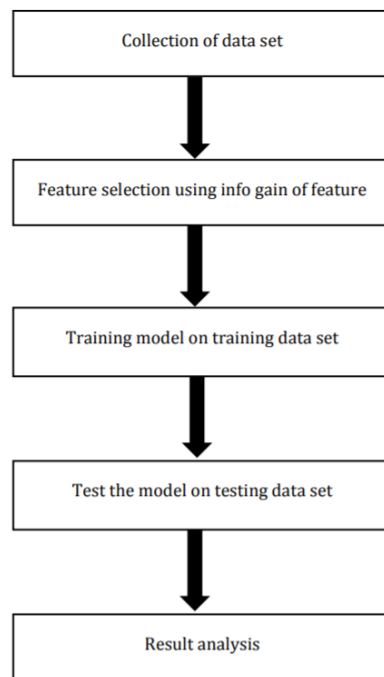 Collection of data set
Feature selection using info gain of feature
Training model on training data set
Test the model on testing data set
Result analysis